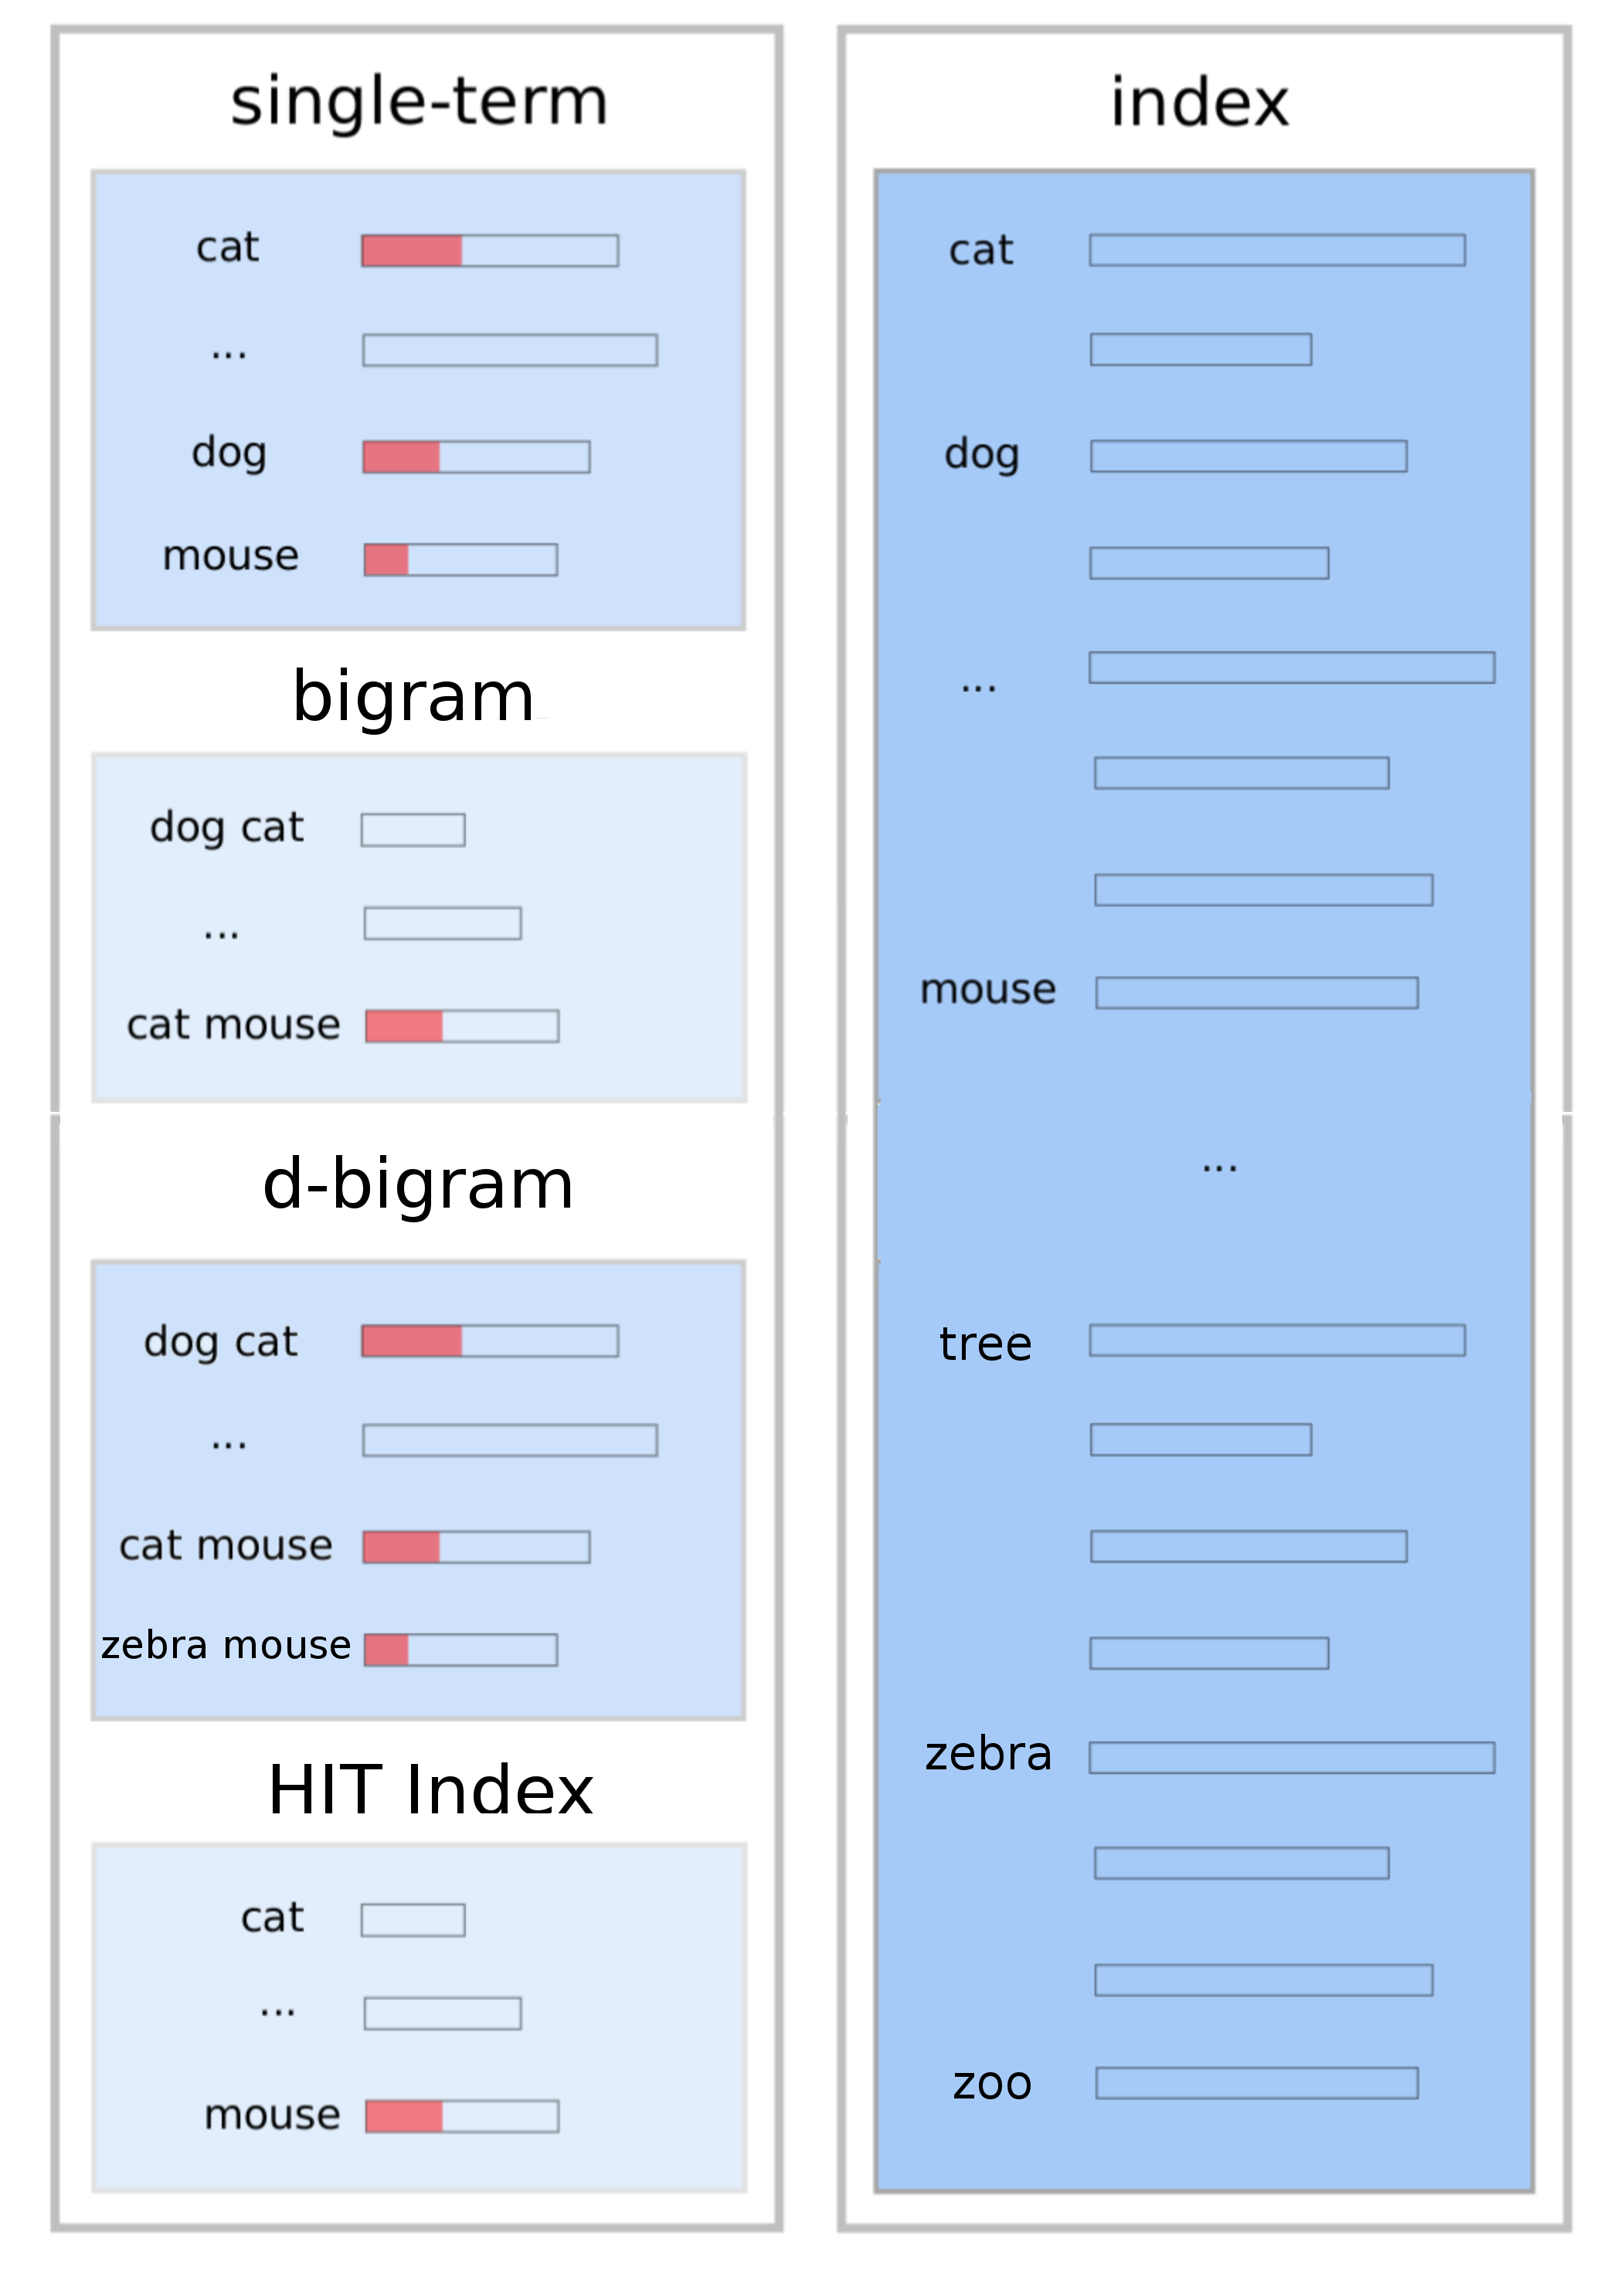 single-term
cat
...
dog
mouse
bigram
dog cat
...
cat mouse
d-bigram
dog cat
...
cat mouse
zebra mouse
HIT Index
cat
...
mouse
index
cat
dog
...
mouse
...
tree
zebra
zoo